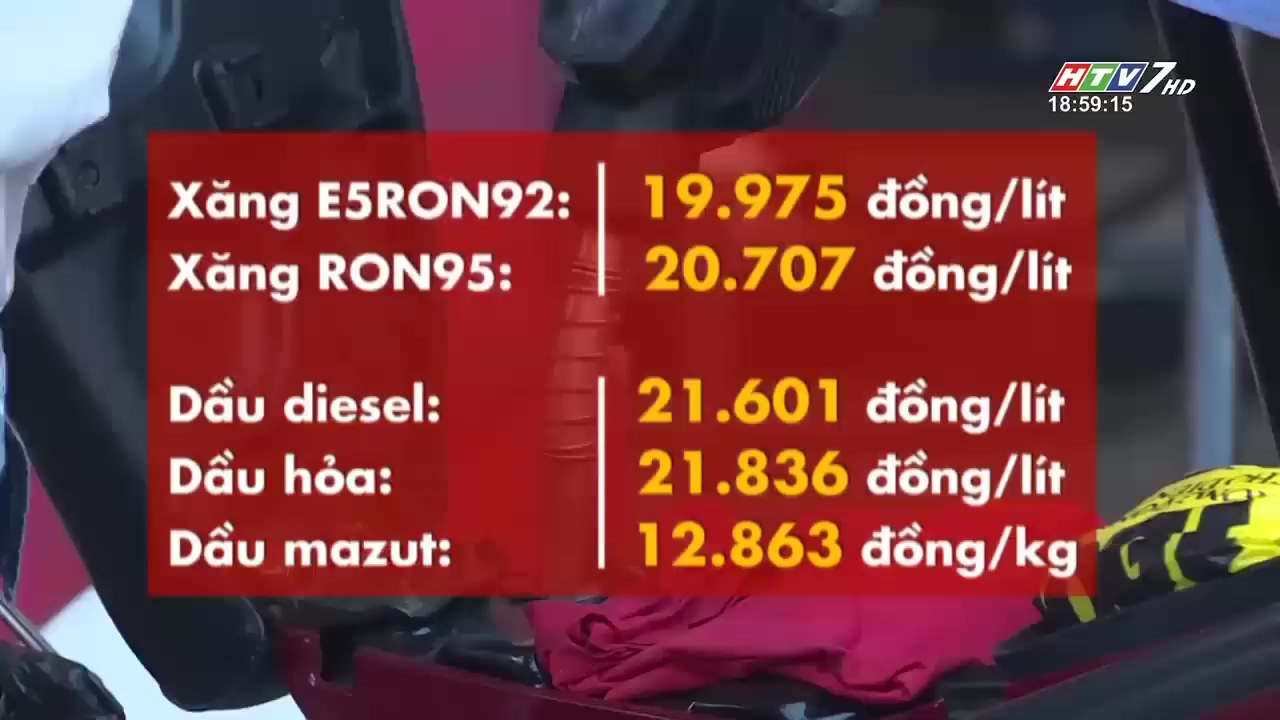 HTV7 HD
18:59:15
Xăng E5RON92: 19.975 đồng/lít
Xăng RON95: 20.707 đồng/lít
Dầu diesel: 21.601 đồng/lít
Dầu hỏa: 21.836 đồng/lít
Dầu mazut: 12.863 đồng/kg